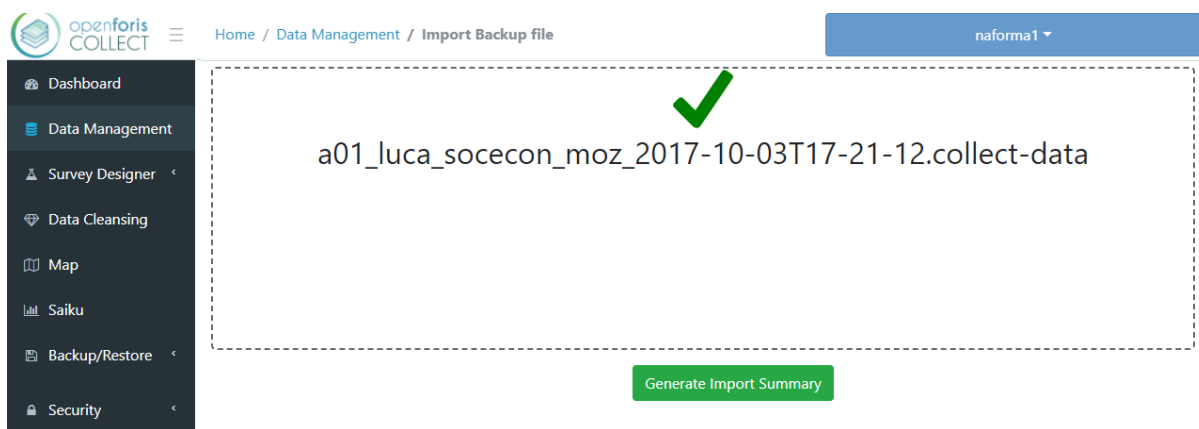 openforis
COLLECT
Home / Data Management / Import Backup file
naforma1
Dashboard
Data Management
Survey Designer
Data Cleansing
Map
Saiku
Backup/Restore
Security
a01_luca_socecon_moz_2017-10-03T17-21-12.collect-data
Generate Import Summary